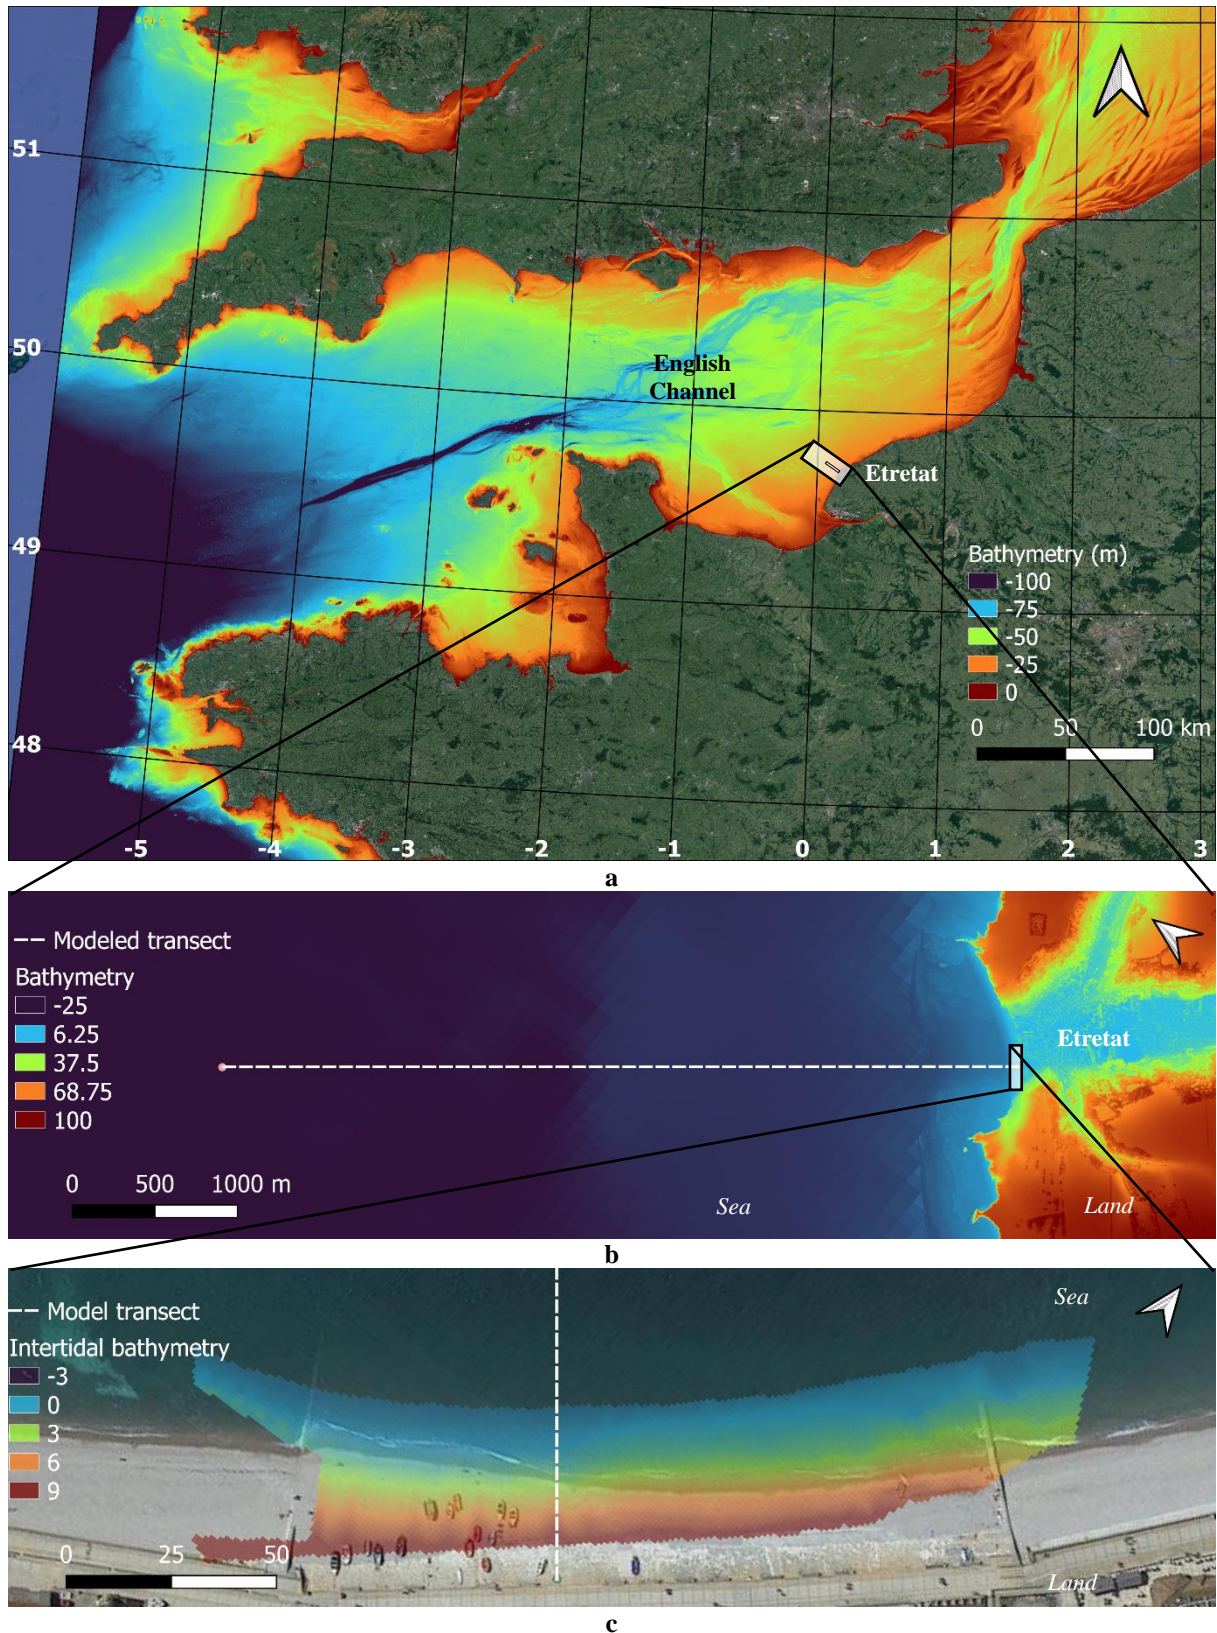 51
50
49
48
English
Channel
Etretat
Bathymetry (m)
-100
-75
-50
-25
0
0 50 100 km
-5 -4 -3 -2 -1 0 1 2 3
a
Modeled transect
Bathymetry
-25
6.25
37.5
68.75
100
0 500 1000 m
Etretat
Sea
Land
b
Model transect
Intertidal bathymetry
-3
0
3
6
9
0 25 50
Sea
Land
c